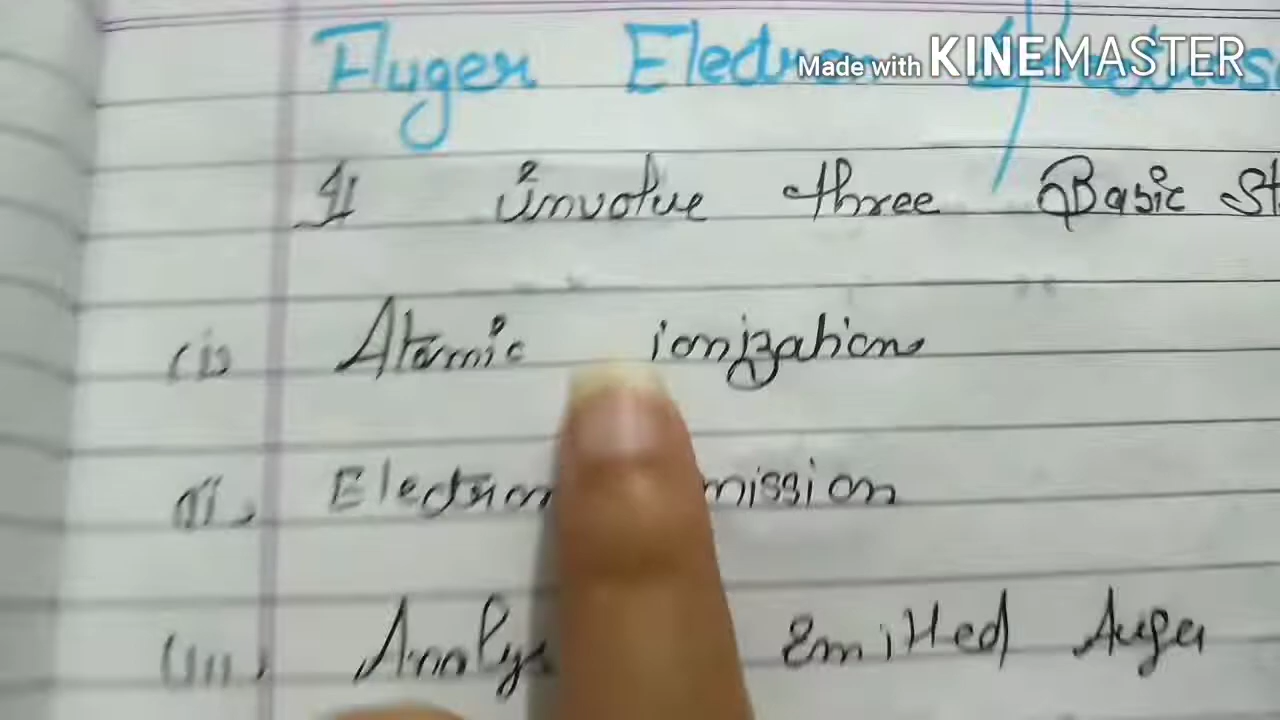 Auger Electron
Made with KINEMASTER
It involve three Basic
(i) Atomic ionization
ii. Electron mission
(iii) Emitted Auger